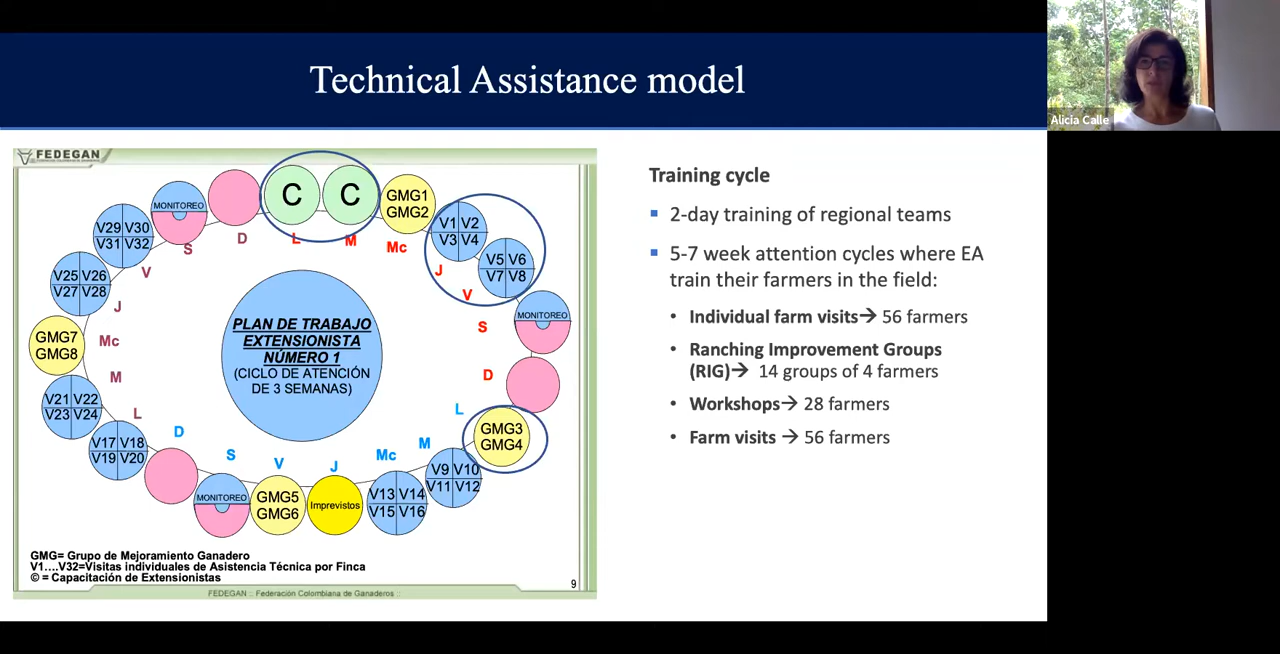 Technical Assistance model
Alicia Calle
FEDEGAN
C C
GMG1
GMG2
V1 V2
V3 V4
V5 V6
V7 V8
MONITOREO
GMG3
GMG4
V9 V10
V11 V12
V13 V14
V15 V16
Imprevistos
GMG5
GMG6
MONITOREO
V17 V18
V19 V20
V21 V22
V23 V24
GMG7
GMG8
V25 V26
V27 V28
V29 V30
V31 V32
MONITOREO
L M Mc J V S D
L M Mc J V S D
L M Mc J V S D
PLAN DE TRABAJO
EXTENSIONISTA
NÚMERO 1
(CICLO DE ATENCIÓN
DE 3 SEMANAS)
GMG= Grupo de Mejoramiento Ganadero
V1....V32=Visitas individuales de Asistencia Técnica por Finca
© = Capacitación de Extensionistas
9
FEDEGAN :: Federación Colombiana de Ganaderos ::
Training cycle
▪ 2-day training of regional teams
▪ 5-7 week attention cycles where EA
train their farmers in the field:
• Individual farm visits→ 56 farmers
• Ranching Improvement Groups
(RIG)→ 14 groups of 4 farmers
• Workshops→ 28 farmers
• Farm visits → 56 farmers